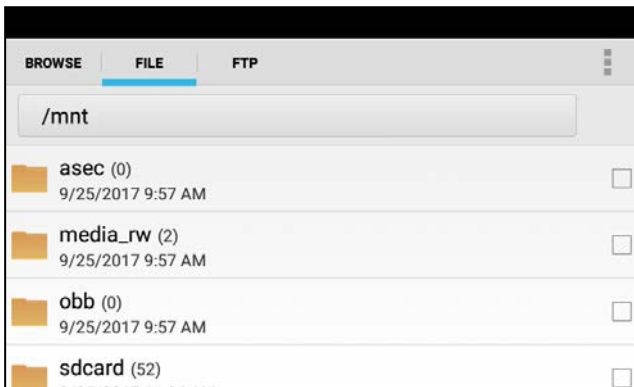 BROWSE FILE FTP
/mnt
asec (0)
9/25/2017 9:57 AM
media_rw (2)
9/25/2017 9:57 AM
obb (0)
9/25/2017 9:57 AM
sdcard (52)